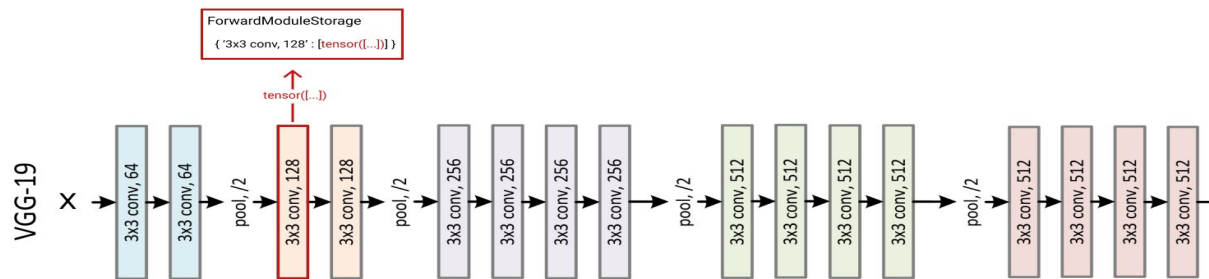 ForwardModuleStorage
{ '3x3 conv, 128' : [tensor([...])] }
tensor([...])
VGG-19
X
3x3 conv, 64
3x3 conv, 64
pool, /2
3x3 conv, 128
3x3 conv, 128
pool, /2
3x3 conv, 256
3x3 conv, 256
3x3 conv, 256
3x3 conv, 256
pool, /2
3x3 conv, 512
3x3 conv, 512
3x3 conv, 512
3x3 conv, 512
pool, /2
3x3 conv, 512
3x3 conv, 512
3x3 conv, 512
3x3 conv, 512